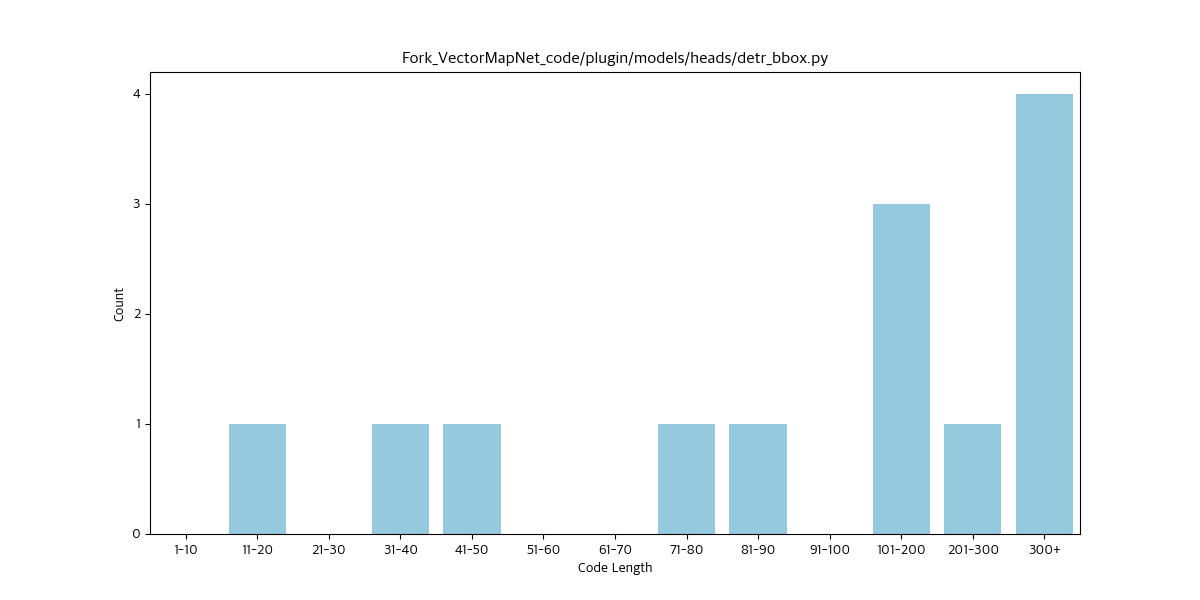 Fork_VectorMapNet_code/plugin/models/heads/detr_bbox.py
4
3
2
1
0
Count
1-10 11-20 21-30 31-40 41-50 51-60 61-70 71-80 81-90 91-100 101-200 201-300 300+
Code Length